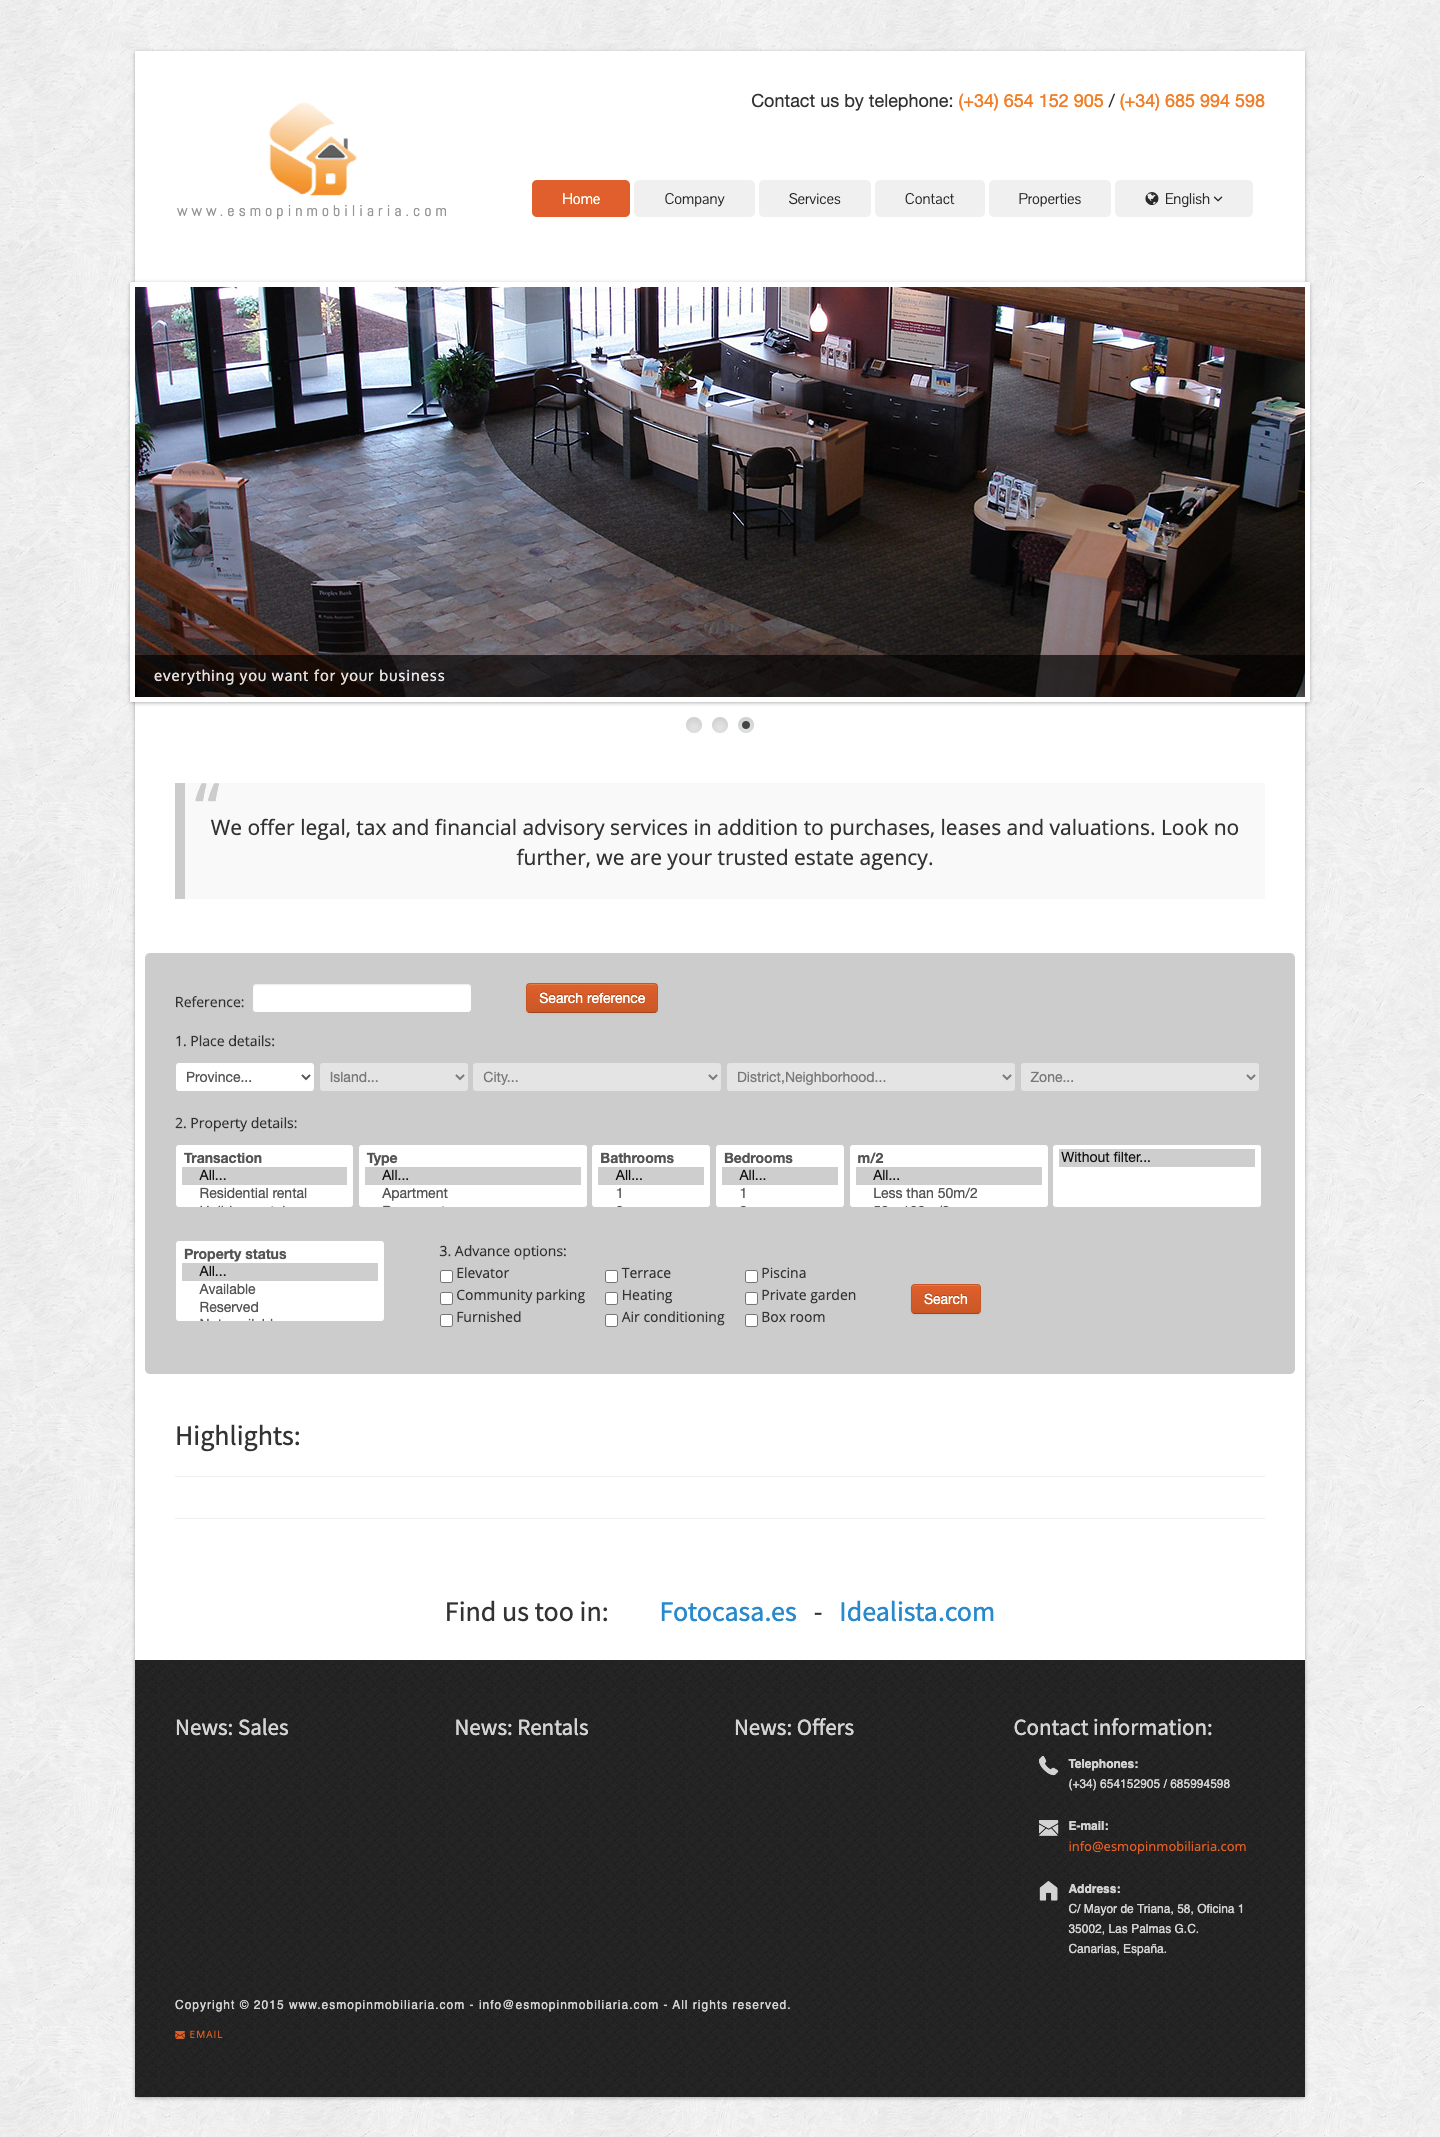 Contact us by telephone: (+34) 654 152 905 / (+34) 685 994 598
www.esmopinmobiliaria.com
Home
Company
Services
Contact
Properties
English
Peoples Bank
everything you want for your business
“
We offer legal, tax and financial advisory services in addition to purchases, leases and valuations. Look no
further, we are your trusted estate agency.
Reference:
Search reference
1. Place details:
Province...
Island...
City...
District,Neighborhood...
Zone...
2. Property details:
Transaction
All...
Residential rental
Type
All...
Apartment
Bathrooms
All...
1
Bedrooms
All...
1
m/2
All...
Less than 50m/2
Without filter...
Property status
All...
Available
Reserved
3. Advance options:
Elevator
Terrace
Piscina
Community parking
Heating
Private garden
Furnished
Air conditioning
Box room
Search
Highlights:
Find us too in: Fotocasa.es - Idealista.com
News: Sales
News: Rentals
News: Offers
Contact information:
Telephones:
(+34) 654152905 / 685994598
E-mail:
info@esmopinmobiliaria.com
Address:
C/ Mayor de Triana, 58, Oficina 1
35002, Las Palmas G.C.
Canarias, España.
Copyright © 2015 www.esmopinmobiliaria.com - info@esmopinmobiliaria.com - All rights reserved.
EMAIL